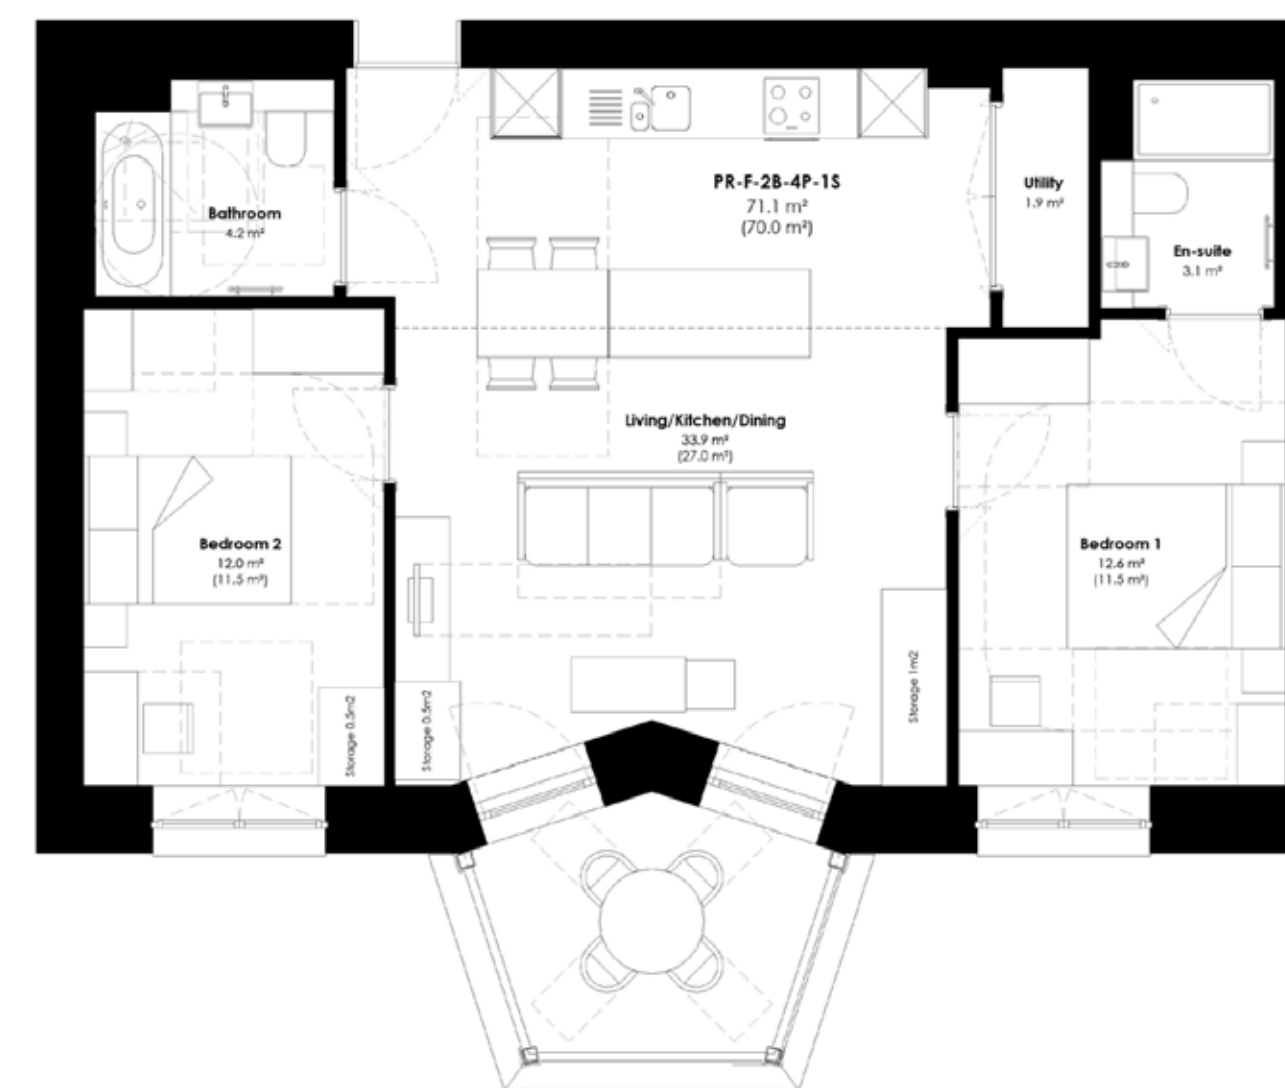 PR-F-2B-4P-1S
71.1 m²
(70.0 m²)
Utility
1.9 m²
Bathroom
4.2 m²
En-suite
3.1 m²
Living/Kitchen/Dining
33.9 m²
(27.0 m²)
Bedroom 2
12.0 m²
(11.5 m²)
Bedroom 1
12.6 m²
(11.5 m²)
Storage 0.5m2
Storage 0.5m2
Storage 1m2